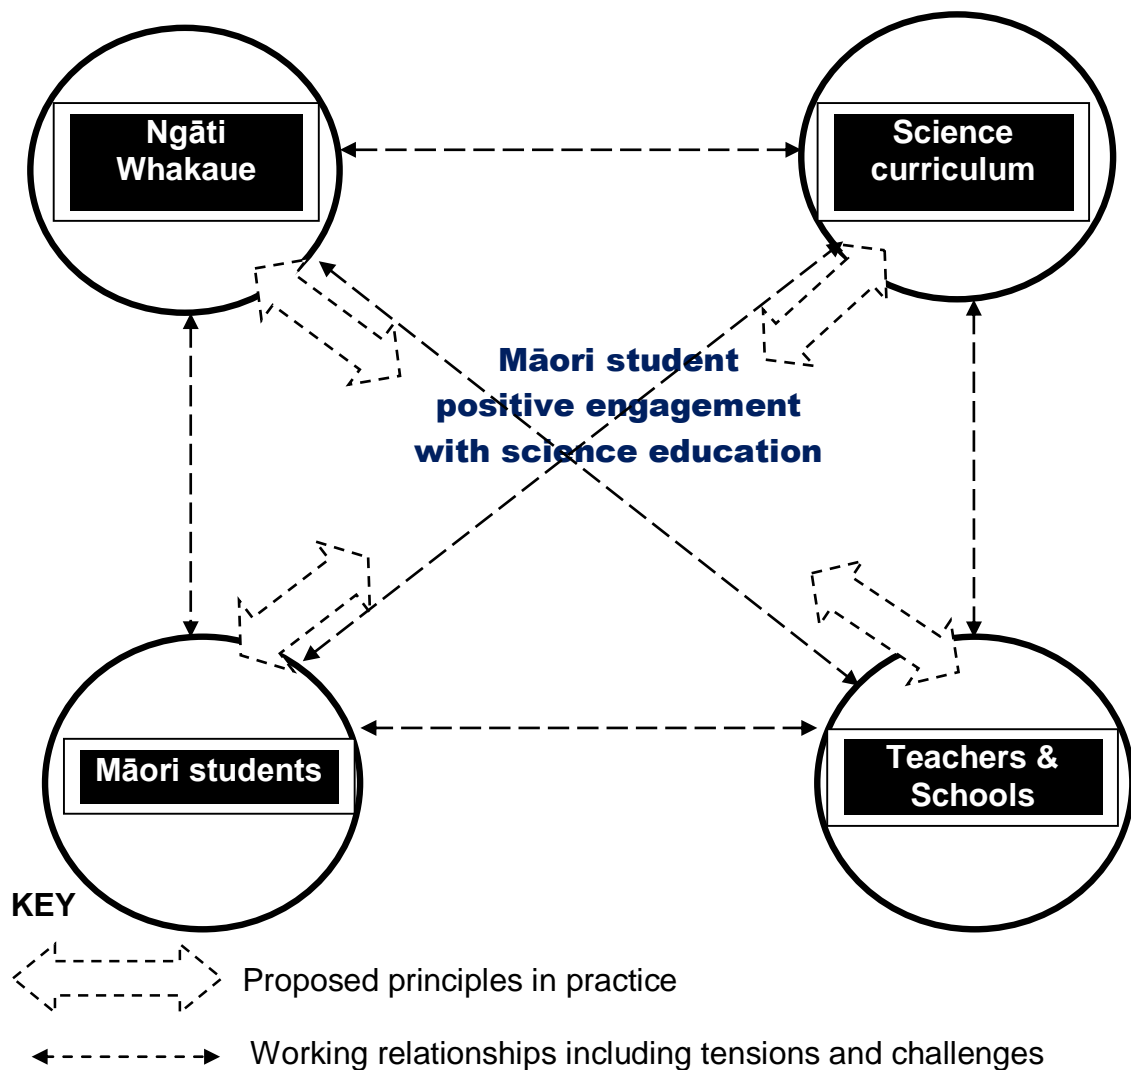 Ngāti
Whakaue
Science
curriculum
Māori student
positive engagement
with science education
Māori students
Teachers &
Schools
KEY
Proposed principles in practice
Working relationships including tensions and challenges